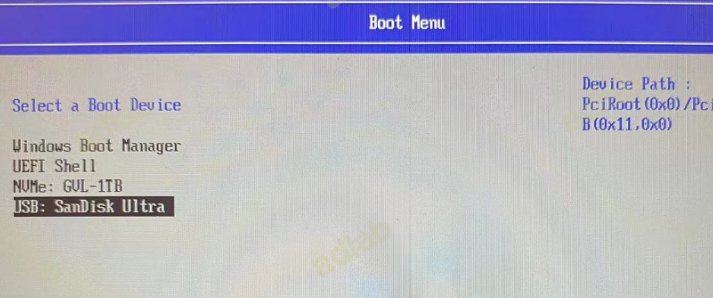 Boot Menu
Select a Boot Device
Windows Boot Manager
UEFI Shell
NVMe: GVL-1TB
USB: SanDisk Ultra
Device Path :
PciRoot(0x0)/Pci
B(0x11,0x0)